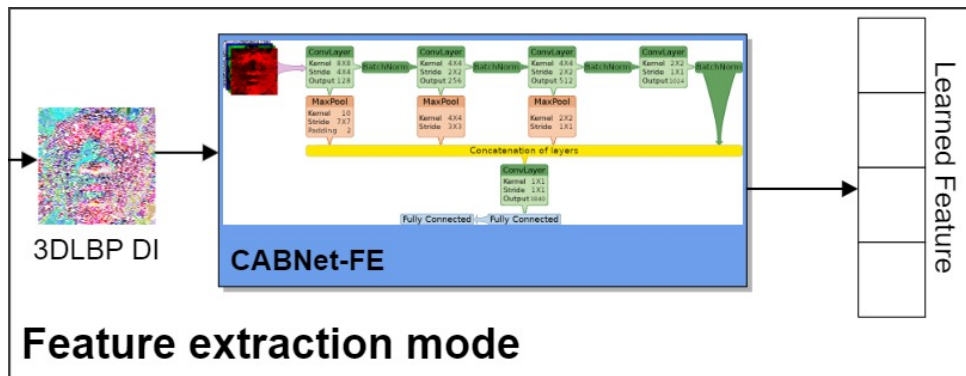 ConvLayer
Kernel 8X8
Stride 4X4
Output 128
BatchNorm
ConvLayer
Kernel 4X4
Stride 2X2
Output 256
BatchNorm
ConvLayer
Kernel 4X4
Stride 2X2
Output 512
BatchNorm
ConvLayer
Kernel 2X2
Stride 1X1
Output 1024
BatchNorm
MaxPool
Kernel 10
Stride 7X7
Padding 2
MaxPool
Kernel 4X4
Stride 3X3
MaxPool
Kernel 2X2
Stride 1X1
Concatenation of layers
ConvLayer
Kernel 1X1
Stride 1X1
Output 3840
Fully Connected
Fully Connected
3DLBP DI
CABNet-FE
Learned Feature
Feature extraction mode